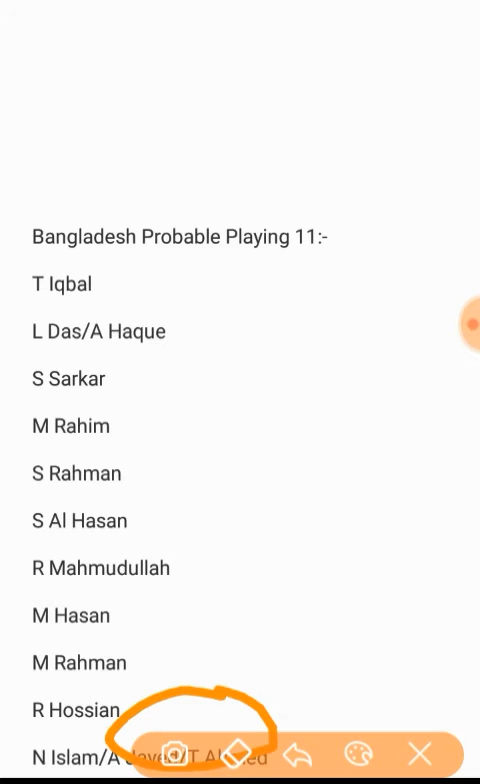 Bangladesh Probable Playing 11:-
T Iqbal
L Das/A Haque
S Sarkar
M Rahim
S Rahman
S Al Hasan
R Mahmudullah
M Hasan
M Rahman
R Hossian
N Islam/A